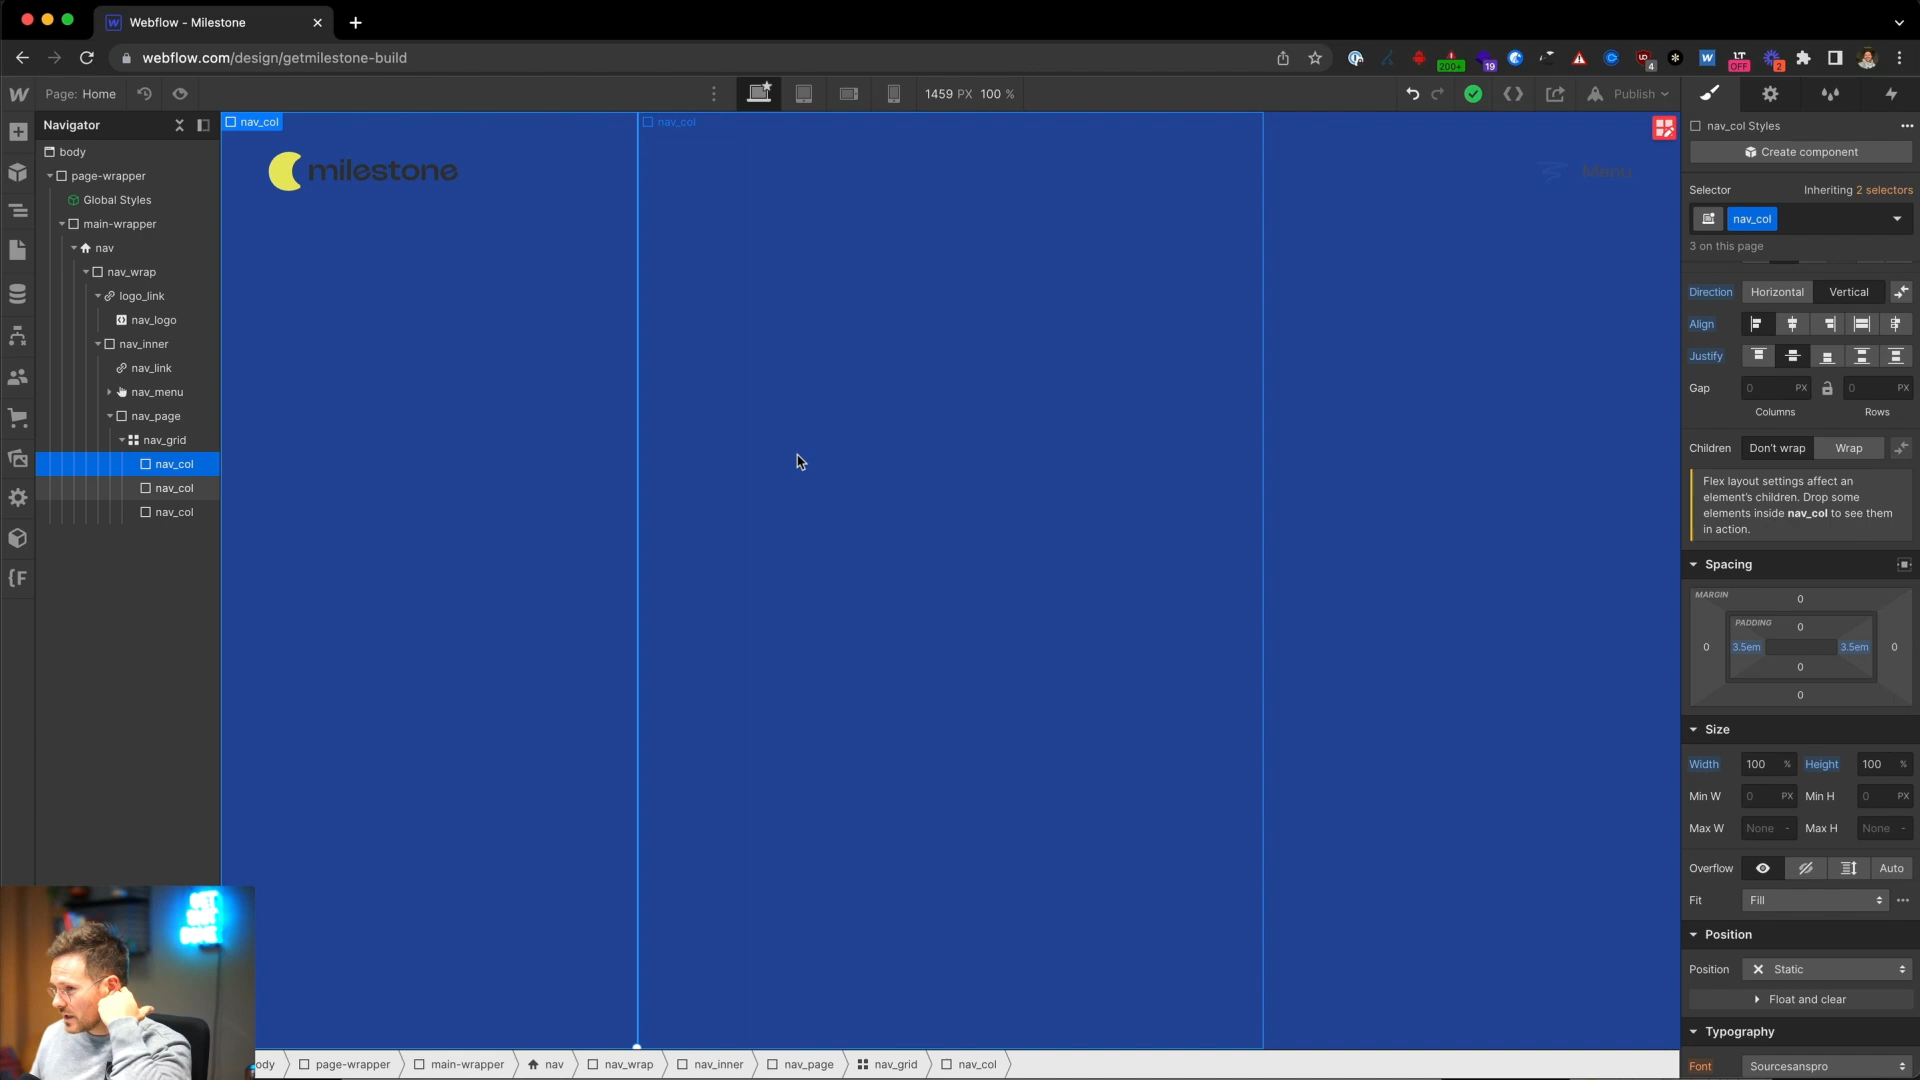 Webflow - Milestone
webflow.com/design/getmilestone-build
200+
19
4
OFF
2
Page: Home
1459 PX 100 %
Publish
Navigator
body
page-wrapper
Global Styles
main-wrapper
nav
nav_wrap
logo_link
nav_logo
nav_inner
nav_link
nav_menu
nav_page
nav_grid
nav_col
nav_col
nav_col
nav_col
nav_col
milestone
Menu
nav_col Styles
Create component
Selector
Inheriting 2 selectors
nav_col
3 on this page
Direction
Horizontal
Vertical
Align
Justify
Gap
0 PX
0 PX
Columns
Rows
Children
Don't wrap
Wrap
Flex layout settings affect an
element's children. Drop some
elements inside nav_col to see them
in action.
Spacing
MARGIN
0
PADDING
0
0
3.5em
3.5em
0
0
0
Size
Width
100 %
Height
100 %
Min W
0 PX
Min H
0 PX
Max W
None -
Max H
None -
Overflow
Auto
Fit
Fill
Position
Position
Static
Float and clear
Typography
Font
Sourcesanspro
ody
page-wrapper
main-wrapper
nav
nav_wrap
nav_inner
nav_page
nav_grid
nav_col